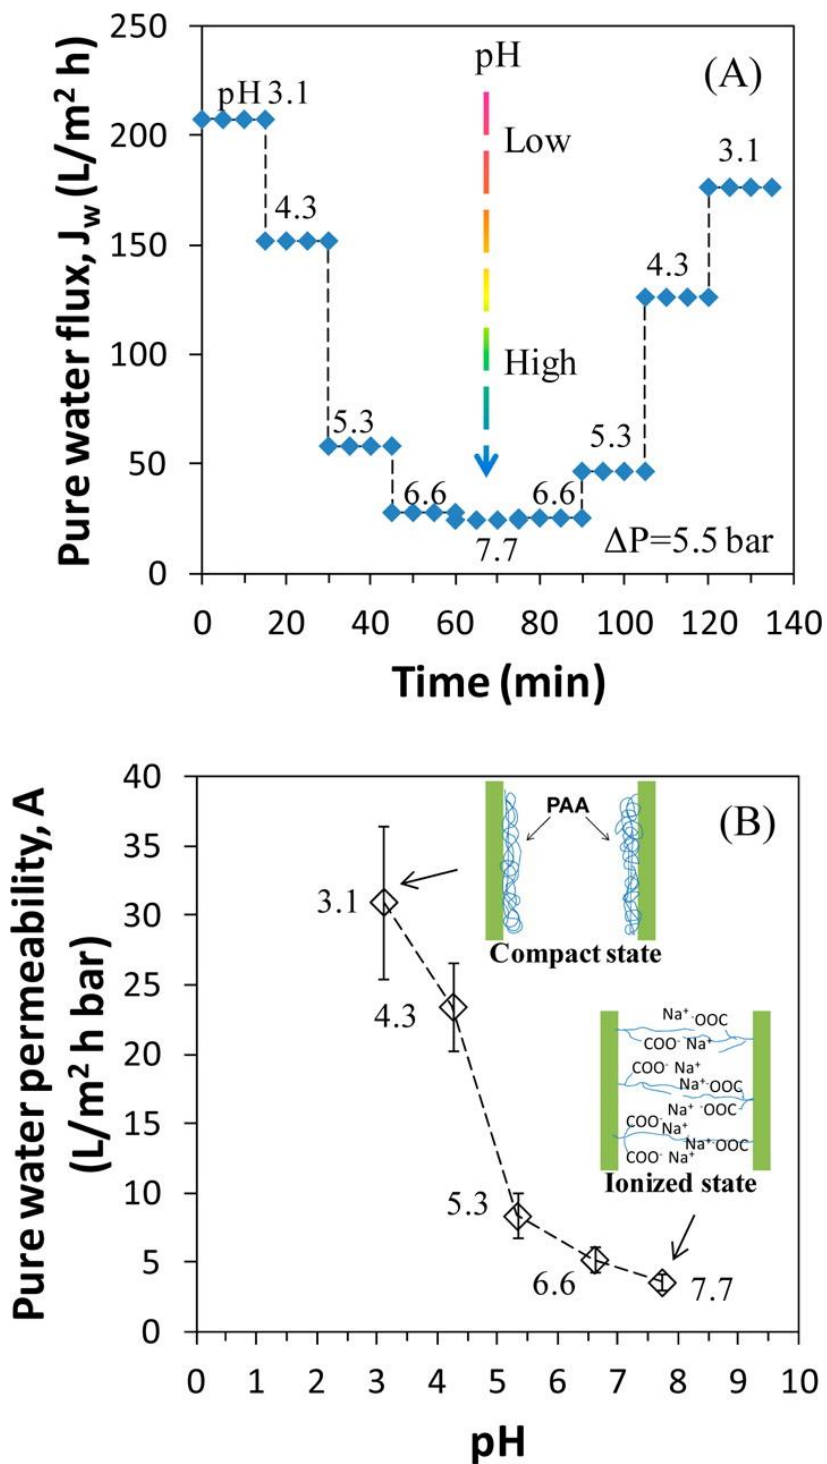 (A)
Pure water flux, J_w (L/m² h)
250
200
150
100
50
0
pH 3.1
4.3
5.3
6.6
7.7
6.6
5.3
4.3
3.1
pH
Low
High
ΔP=5.5 bar
0 20 40 60 80 100 120 140
Time (min)
(B)
Pure water permeability, A
(L/m² h bar)
40
35
30
25
20
15
10
5
0
3.1
4.3
5.3
6.6
7.7
PAA
Compact state
Na⁺ ⁻OOC
COO⁻ Na⁺
COO⁻ Na⁺
Na⁺ ⁻OOC
Na⁺ ⁻OOC
COO⁻ Na⁺
Na⁺ ⁻OOC
COO⁻ Na⁺
Ionized state
0 1 2 3 4 5 6 7 8 9 10
pH